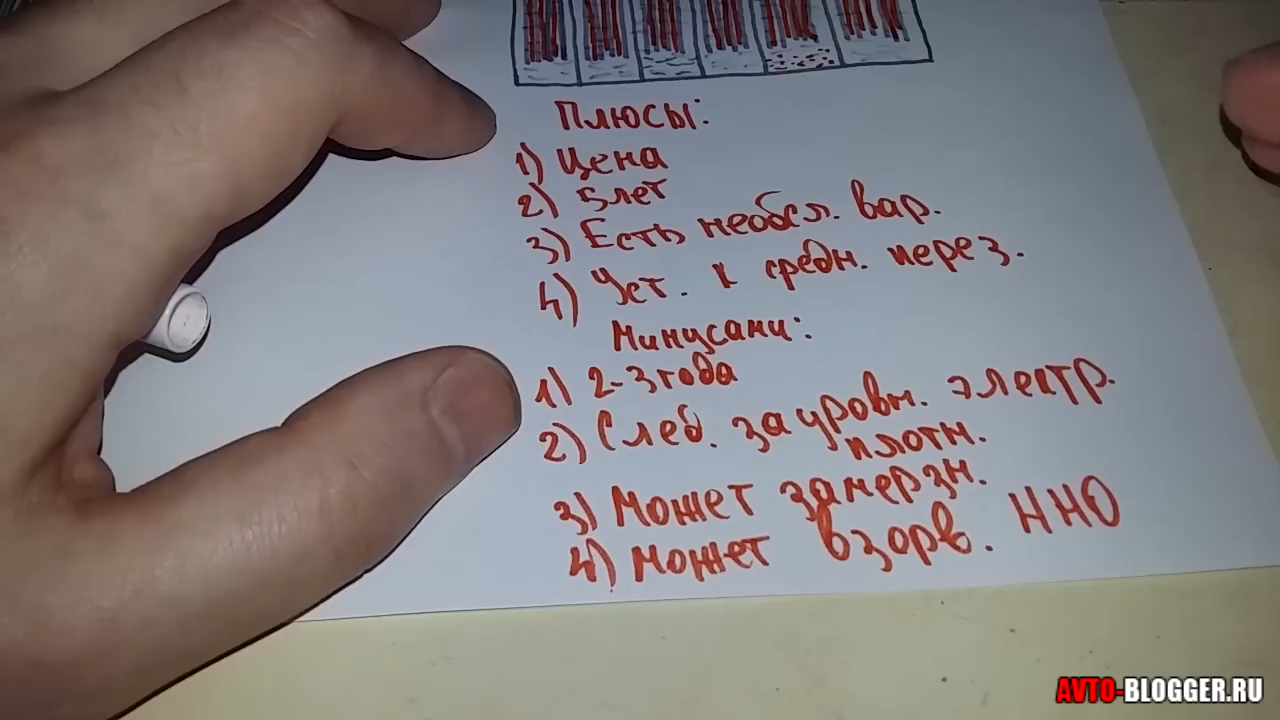 Плюсы:
1) Цена
2) 5 лет
3) Есть необсл. вар.
4) Уст. к средн. перез.
Минусами:
1) 2-3 года
2) След. за уровн. электр.
плотн.
3) Может замерзн.
4) Может взорв. ННО
AVTO-BLOGGER.RU